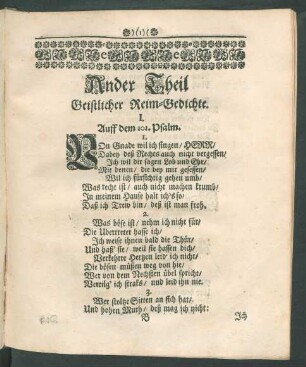 )(1)(
Ander Theil
Geistlicher Reim-Gedichte.
I.
Auff dem 101. Psalm.
1.
VOn Gnade wil ich singen/ HERR/
Dabey deß Rechtes auch nicht vergessen/
Ich wil dir sagen Lob und Ehr/
Mit denen/ die bey mir gesessen/
Wil ich fürsichtig gehen umb/
Was recht ist/ auch nicht machen krumb/
In meinem Hause halt ich's so/
Daß ich Trew bin/ deß ist man froh.
2.
Was böse ist/ nehm ich nicht für/
Die Ubertreter hasse ich/
Ich weise ihnen bald die Thür/
Und haß' sie/ weil sie hassen dich/
Verkehrte Hertzen leid' ich nicht/
Die bösen müssen weg von hie/
Wer von dem Nechsten übel spricht/
Vertilg' ich straks/ und leid ihn nie.
3.
Wer stoltze Sitten an sich hat/
Und hohen Muth/ deß mag ich nicht:
B
Ich